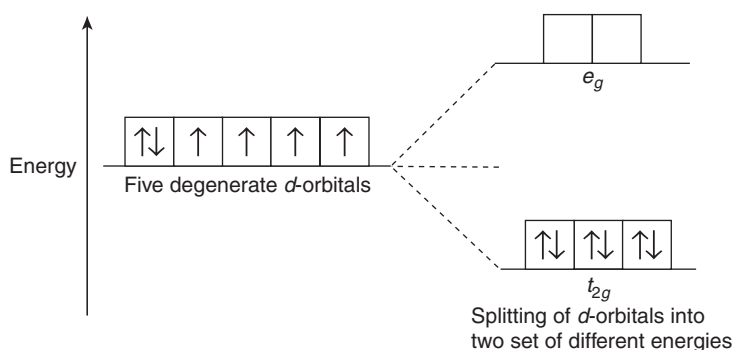 e_g
Energy
Five degenerate d-orbitals
t_2g
Splitting of d-orbitals into
two set of different energies